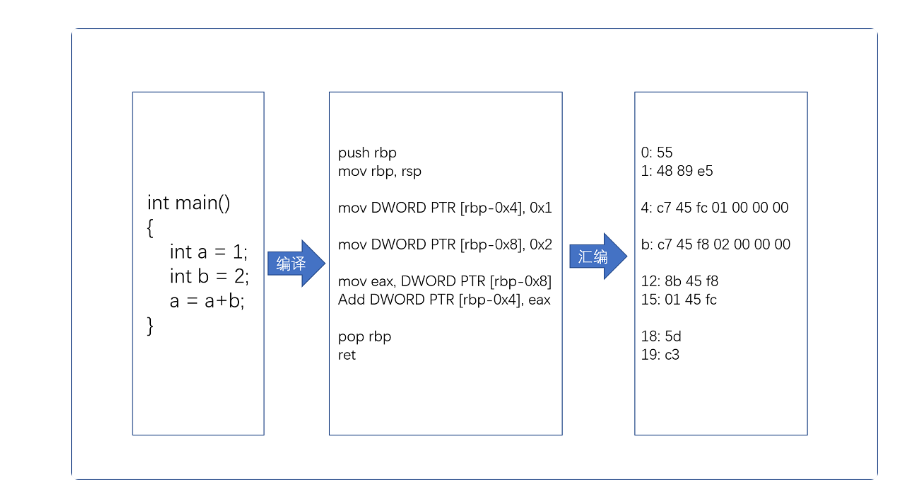 int main()
{
int a = 1;
int b = 2;
a = a+b;
}
编译
push rbp
mov rbp, rsp
mov DWORD PTR [rbp-0x4], 0x1
mov DWORD PTR [rbp-0x8], 0x2
mov eax, DWORD PTR [rbp-0x8]
Add DWORD PTR [rbp-0x4], eax
pop rbp
ret
汇编
0: 55
1: 48 89 e5
4: c7 45 fc 01 00 00 00
b: c7 45 f8 02 00 00 00
12: 8b 45 f8
15: 01 45 fc
18: 5d
19: c3